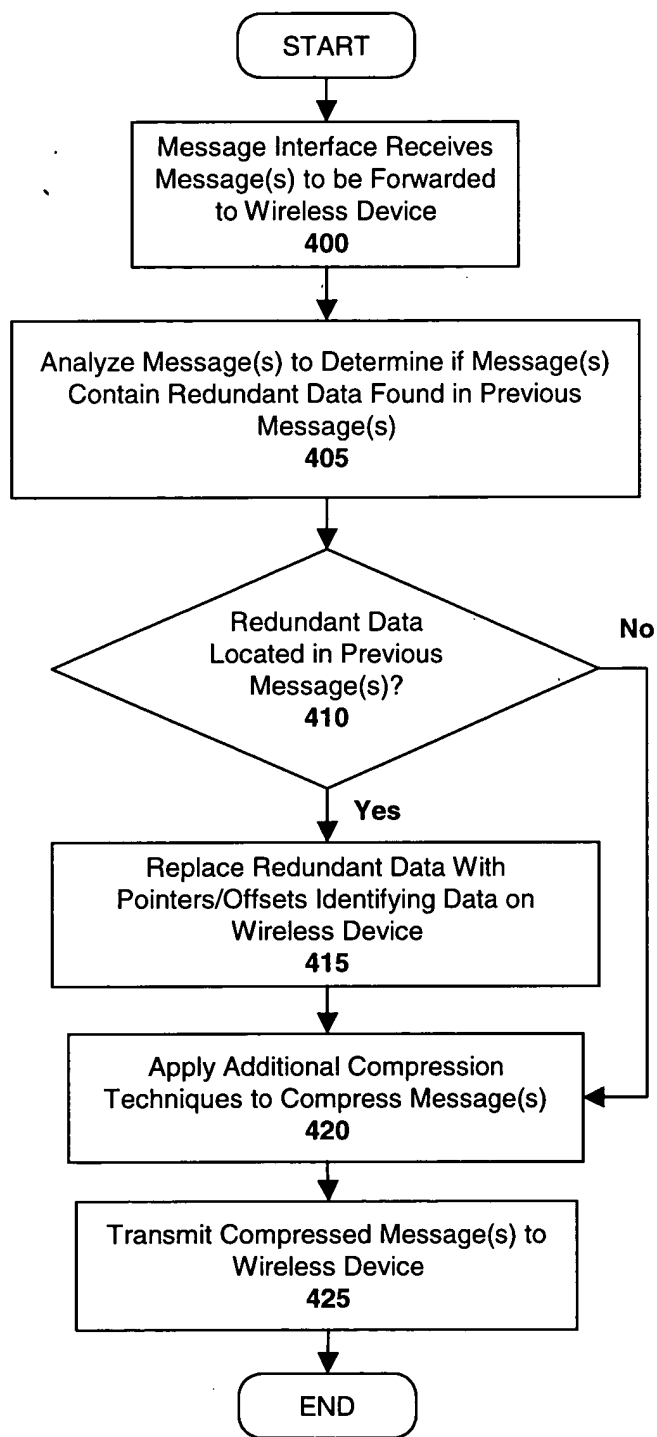 START
Message Interface Receives
Message(s) to be Forwarded
to Wireless Device
400
Analyze Message(s) to Determine if Message(s)
Contain Redundant Data Found in Previous
Message(s)
405
Redundant Data
Located in Previous
Message(s)?
410
No
Yes
Replace Redundant Data With
Pointers/Offsets Identifying Data on
Wireless Device
415
Apply Additional Compression
Techniques to Compress Message(s)
420
Transmit Compressed Message(s) to
Wireless Device
425
END